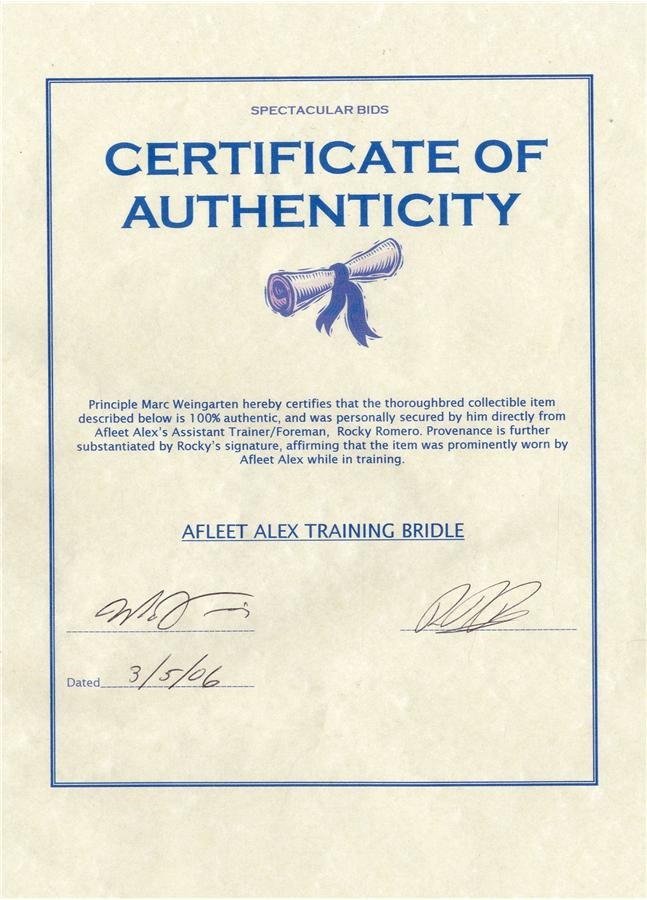 SPECTACULAR BIDS
CERTIFICATE OF
AUTHENTICITY
Principle Marc Weingarten hereby certifies that the thoroughbred collectible item
described below is 100% authentic, and was personally secured by him directly from
Afleet Alex's Assistant Trainer/Foreman, Rocky Romero. Provenance is further
substantiated by Rocky's signature, affirming that the item was prominently worn by
Afleet Alex while in training.
AFLEET ALEX TRAINING BRIDLE
Dated 3/5/06